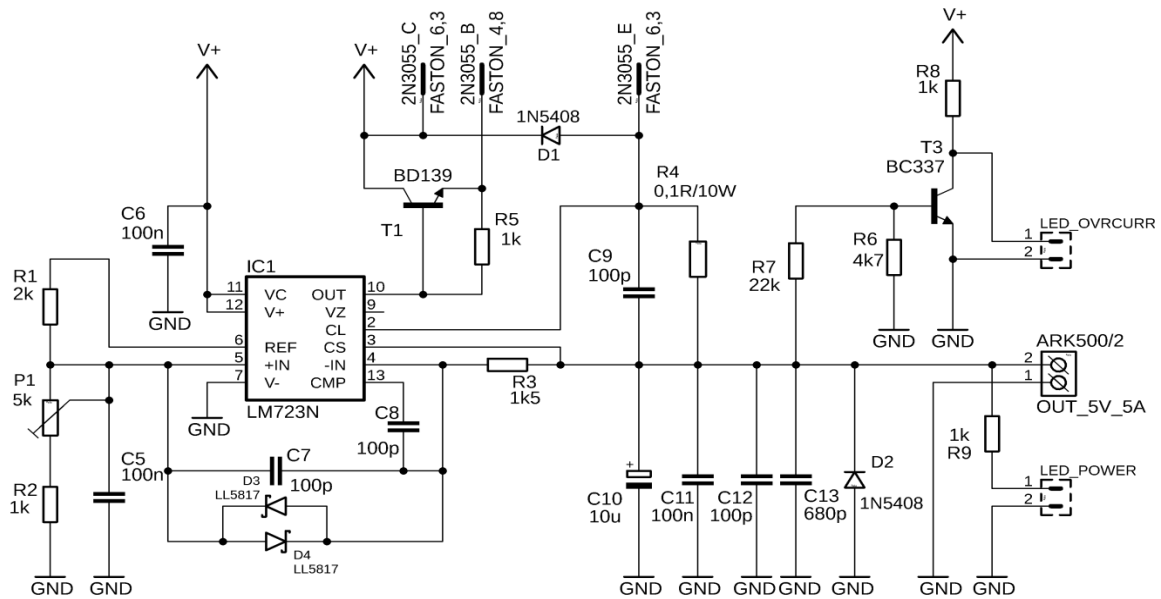 V+
V+
2N3055_C
FASTON_6,3
2N3055_B
FASTON_4,8
2N3055_E
FASTON_6,3
V+
R8
1k
1N5408
D1
T3
BC337
BD139
T1
R4
0,1R/10W
C6
100n
R5
1k
LED_OVRCURR
1
2
C9
100p
R7
22k
R6
4k7
R1
2k
IC1
11
VC
OUT
10
12
V+
VZ
9
CL
2
6
REF
CS
3
5
+IN
-IN
4
7
V-
CMP
13
LM723N
GND
GND
GND
GND
ARK500/2
2
1
OUT_5V_5A
P1
5k
R3
1k5
C8
100p
1k
R9
C5
100n
C7
100p
D3
LL5817
D4
LL5817
R2
1k
+
C10
10u
C11
100n
C12
100p
C13
680p
D2
1N5408
LED_POWER
1
2
GND
GND
GND
GND
GND
GND
GND
GND
GND